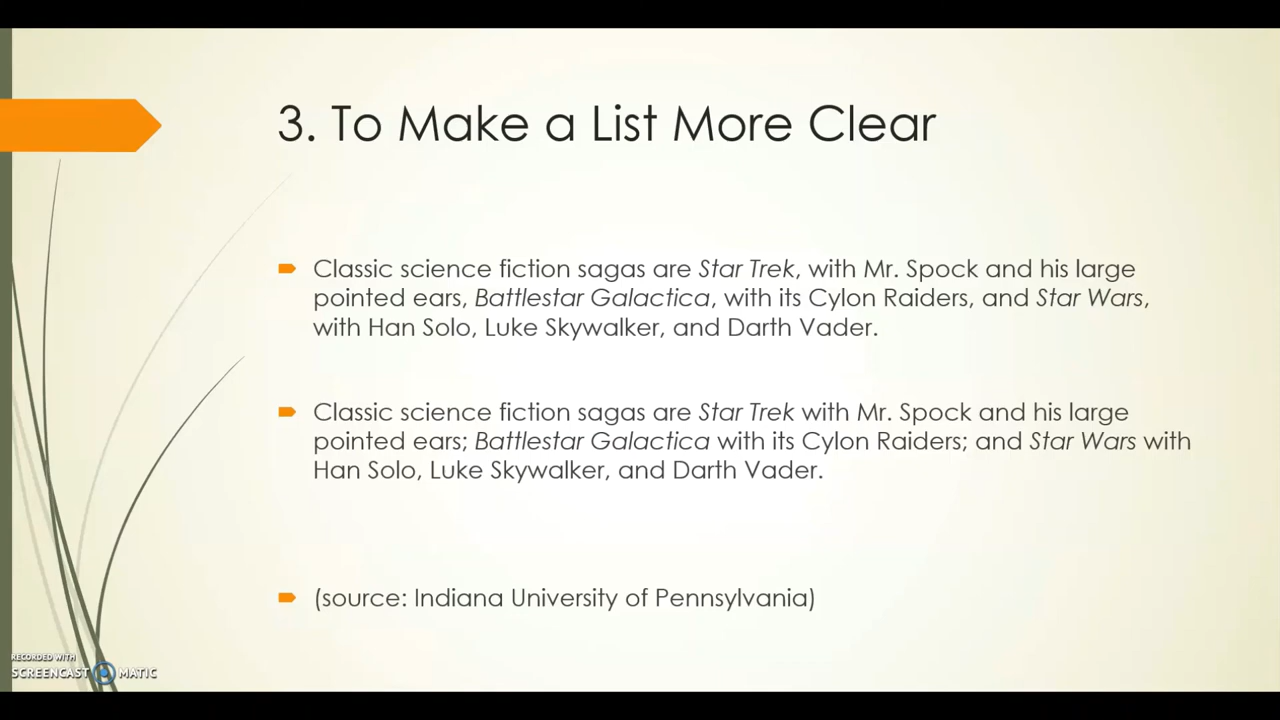 3. To Make a List More Clear
Classic science fiction sagas are Star Trek, with Mr. Spock and his large
pointed ears, Battlestar Galactica, with its Cylon Raiders, and Star Wars,
with Han Solo, Luke Skywalker, and Darth Vader.
Classic science fiction sagas are Star Trek with Mr. Spock and his large
pointed ears; Battlestar Galactica with its Cylon Raiders; and Star Wars with
Han Solo, Luke Skywalker, and Darth Vader.
(source: Indiana University of Pennsylvania)
RECORDED WITH
SCREENCAST MATIC